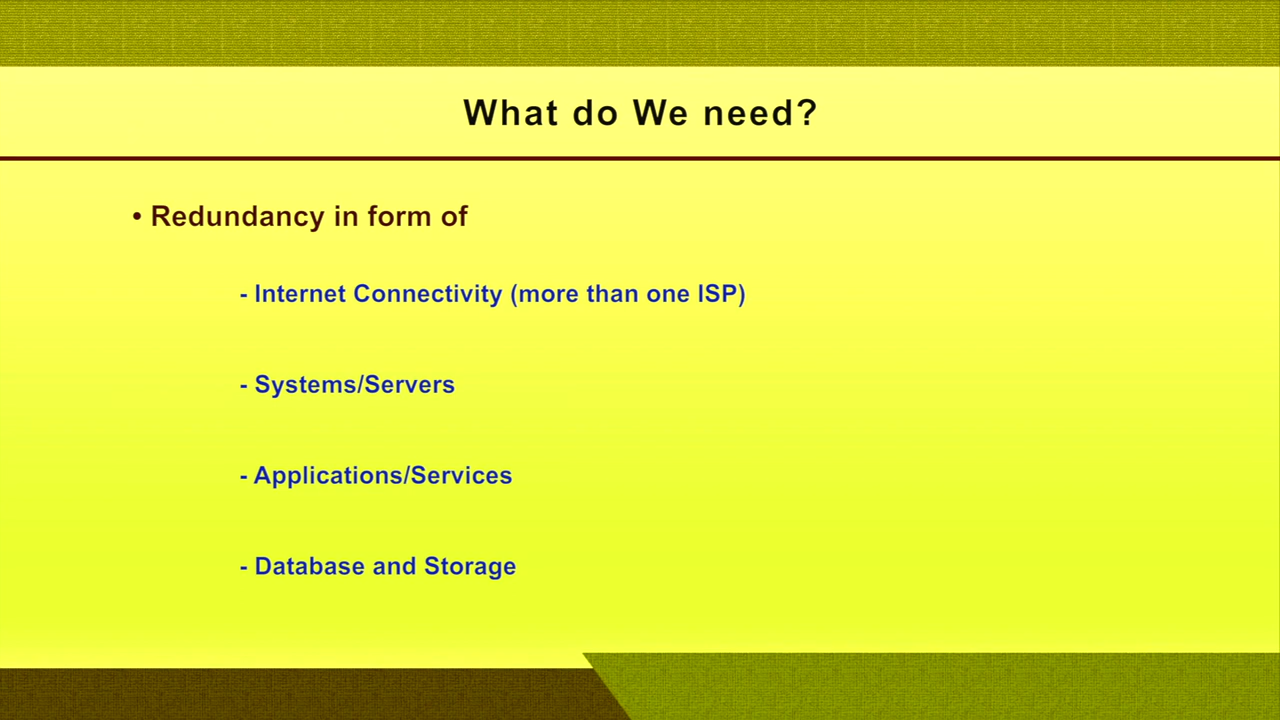 What do We need?
• Redundancy in form of
- Internet Connectivity (more than one ISP)
- Systems/Servers
- Applications/Services
- Database and Storage